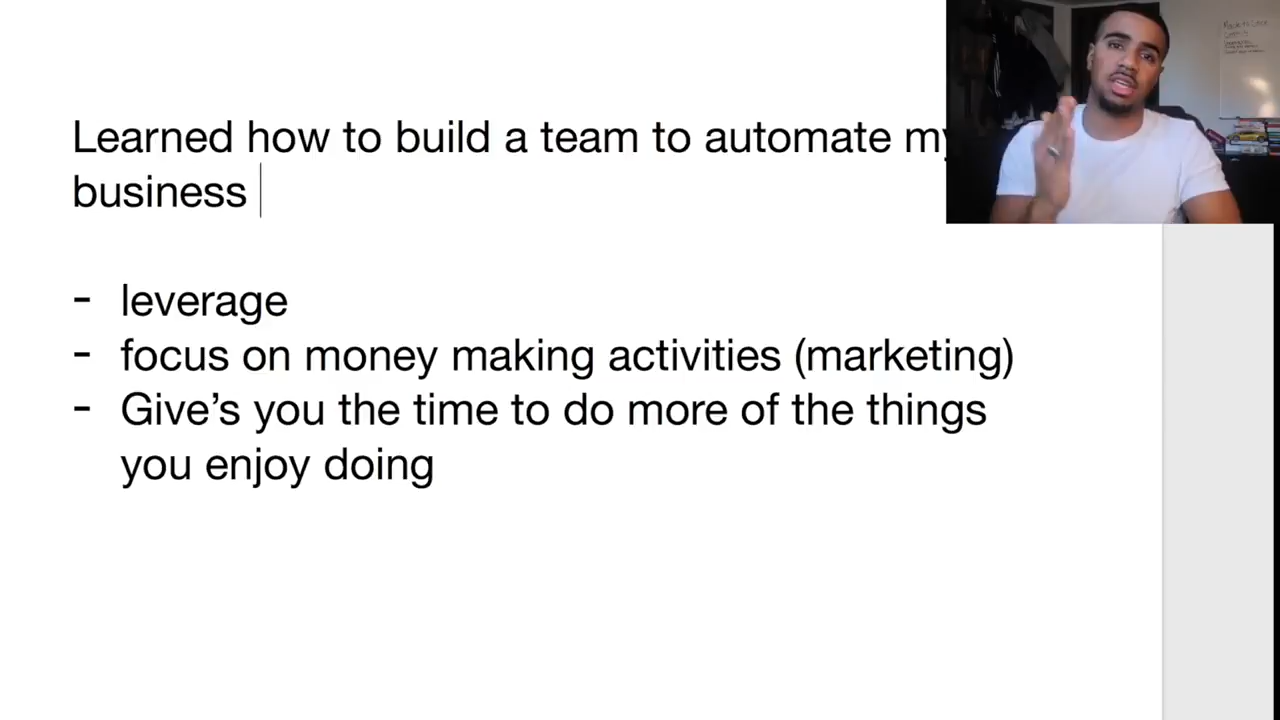 Learned how to build a team to automate my
business
- leverage
- focus on money making activities (marketing)
- Give’s you the time to do more of the things
you enjoy doing